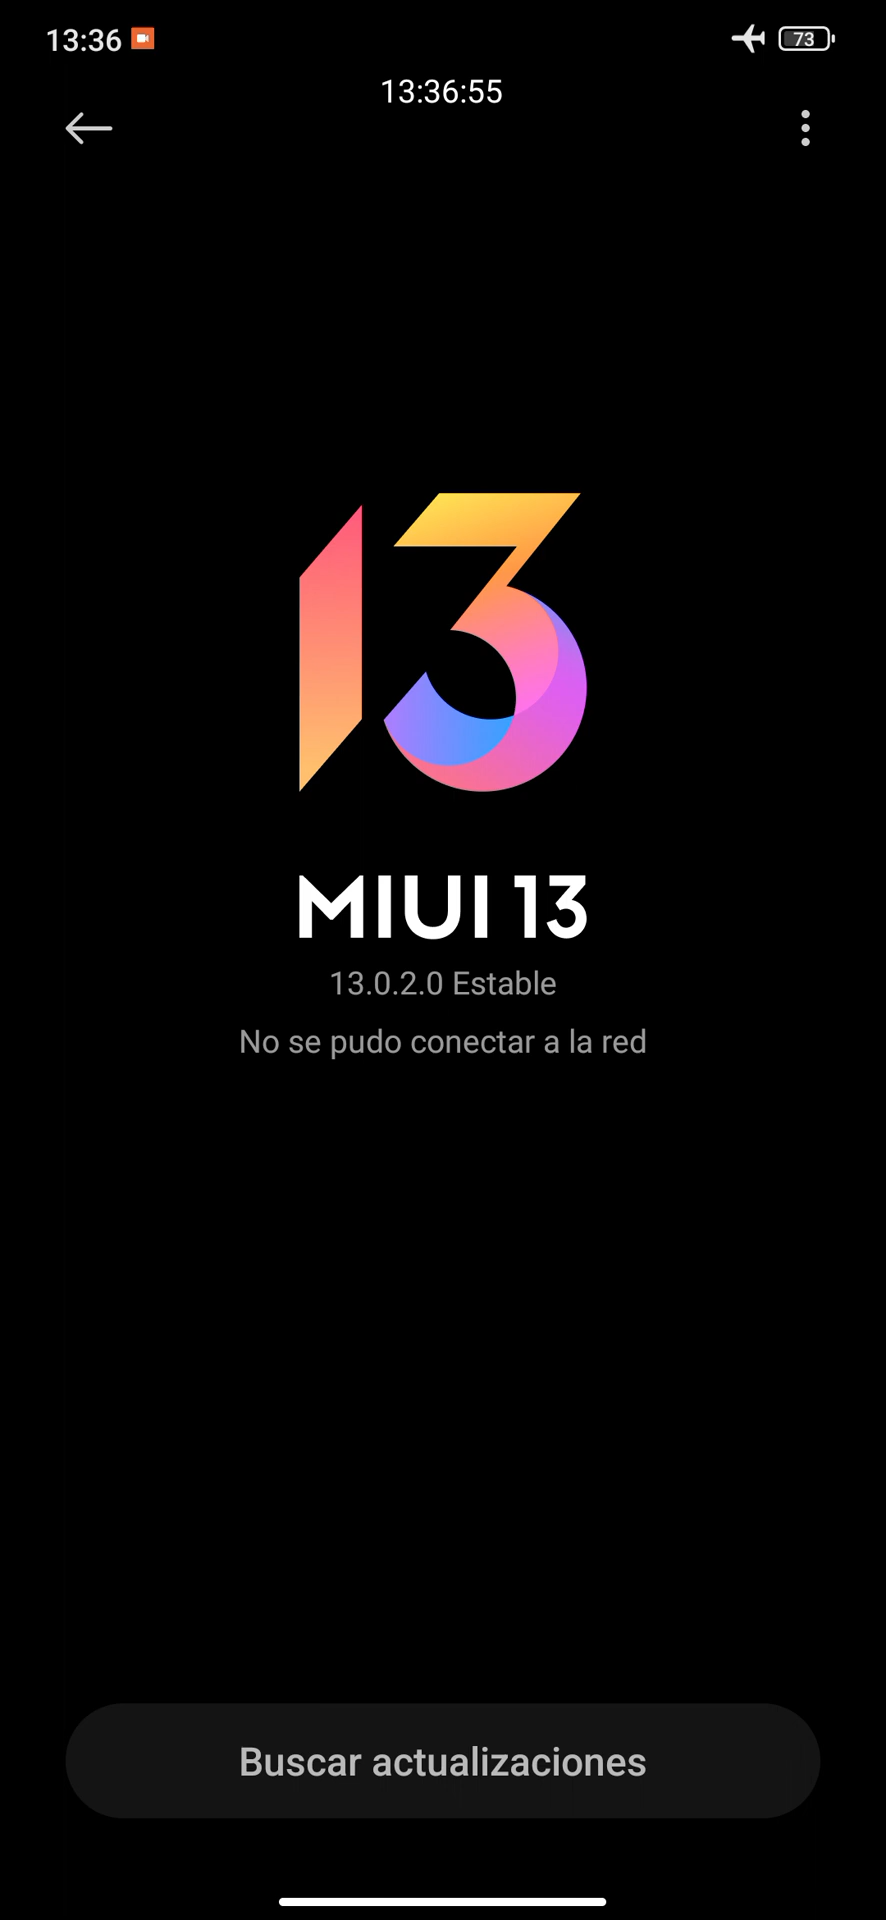 13:36
73
13:36:55
13
MIUI 13
13.0.2.0 Estable
No se pudo conectar a la red
Buscar actualizaciones